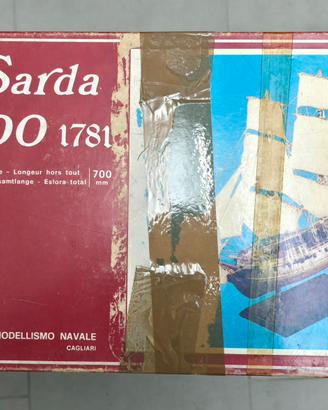 Sarda
00 1781
- Longeur hors tout
samtlange - Eslora-total
700
mm
MODELLISMO NAVALE
CAGLIARI